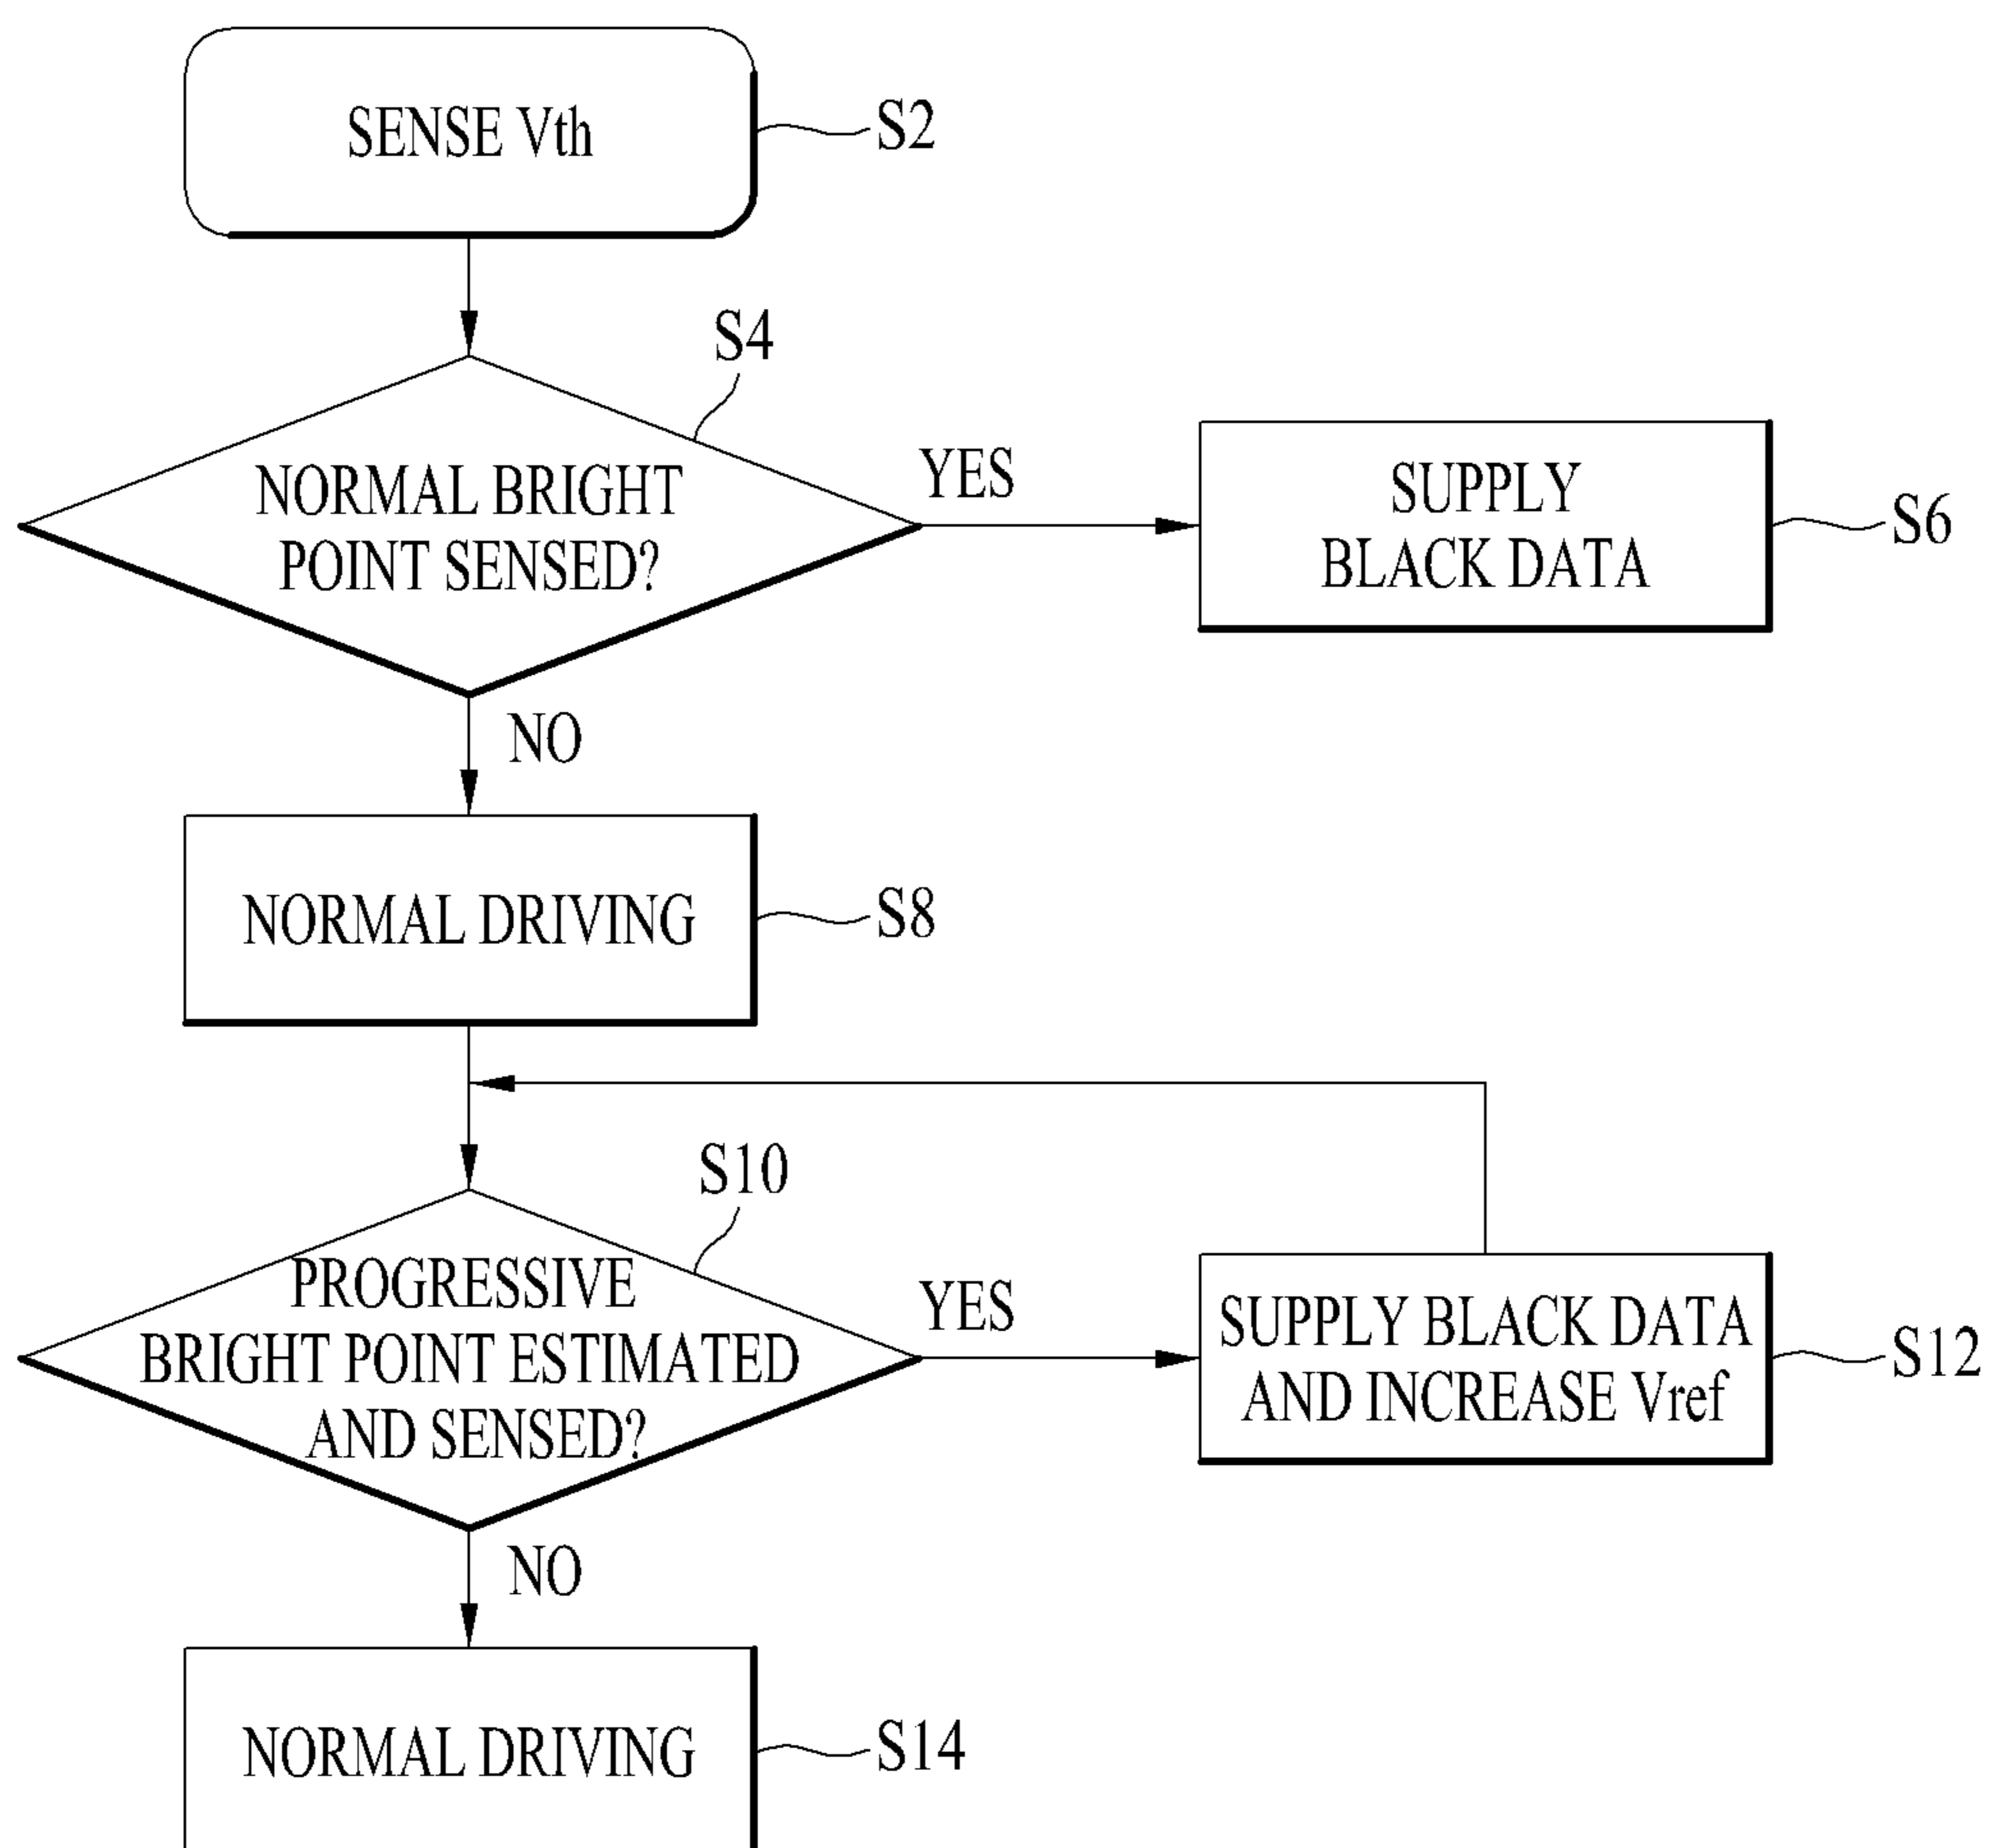 SENSE Vth
S2
S4
NORMAL BRIGHT
POINT SENSED?
YES
SUPPLY
BLACK DATA
S6
NO
NORMAL DRIVING
S8
S10
PROGRESSIVE
BRIGHT POINT ESTIMATED
AND SENSED?
YES
SUPPLY BLACK DATA
AND INCREASE Vref
S12
NO
NORMAL DRIVING
S14